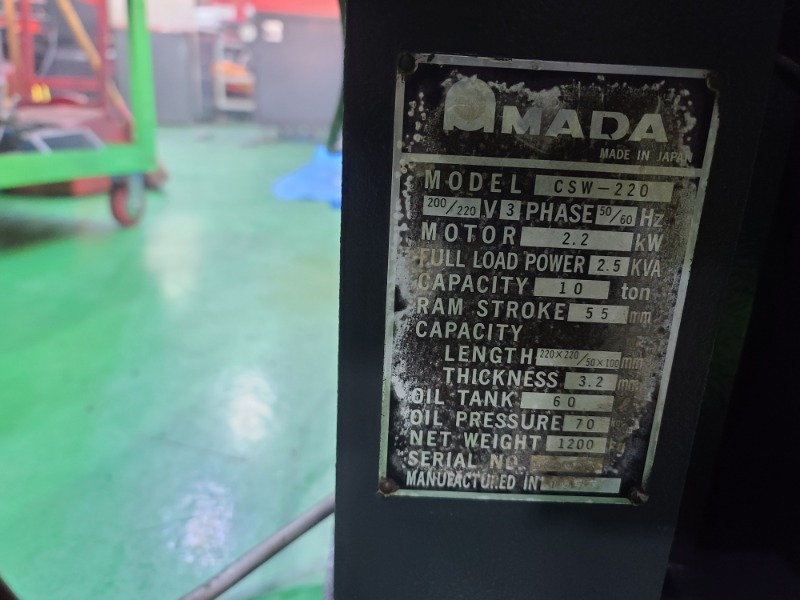 AMADA
MADE IN JAPAN
MODEL CSW-220
200/220 V 3 PHASE 50/60 Hz
MOTOR 2.2 kW
FULL LOAD POWER 2.5 KVA
CAPACITY 10 ton
RAM STROKE 55 mm
CAPACITY
LENGTH 220×220/50×100 mm
THICKNESS 3.2 mm
OIL TANK 60
OIL PRESSURE 70
NET WEIGHT 1200
SERIAL NO
MANUFACTURED IN